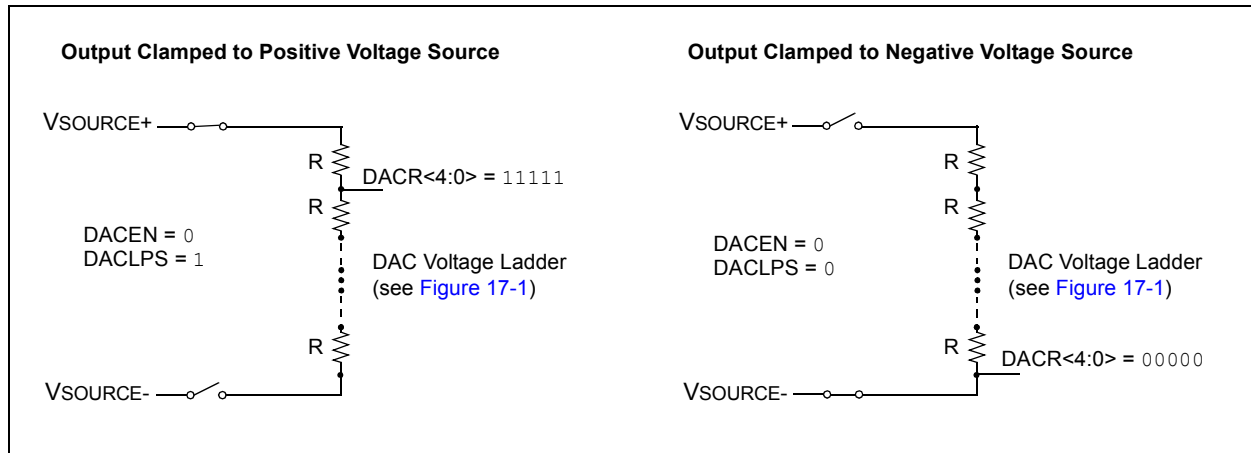 Output Clamped to Positive Voltage Source
VSOURCE+
R
DACR<4:0> = 11111
R
DACEN = 0
DACLPS = 1
DAC Voltage Ladder
(see Figure 17-1)
R
VSOURCE-
Output Clamped to Negative Voltage Source
VSOURCE+
R
R
DACEN = 0
DACLPS = 0
DAC Voltage Ladder
(see Figure 17-1)
R
DACR<4:0> = 00000
VSOURCE-